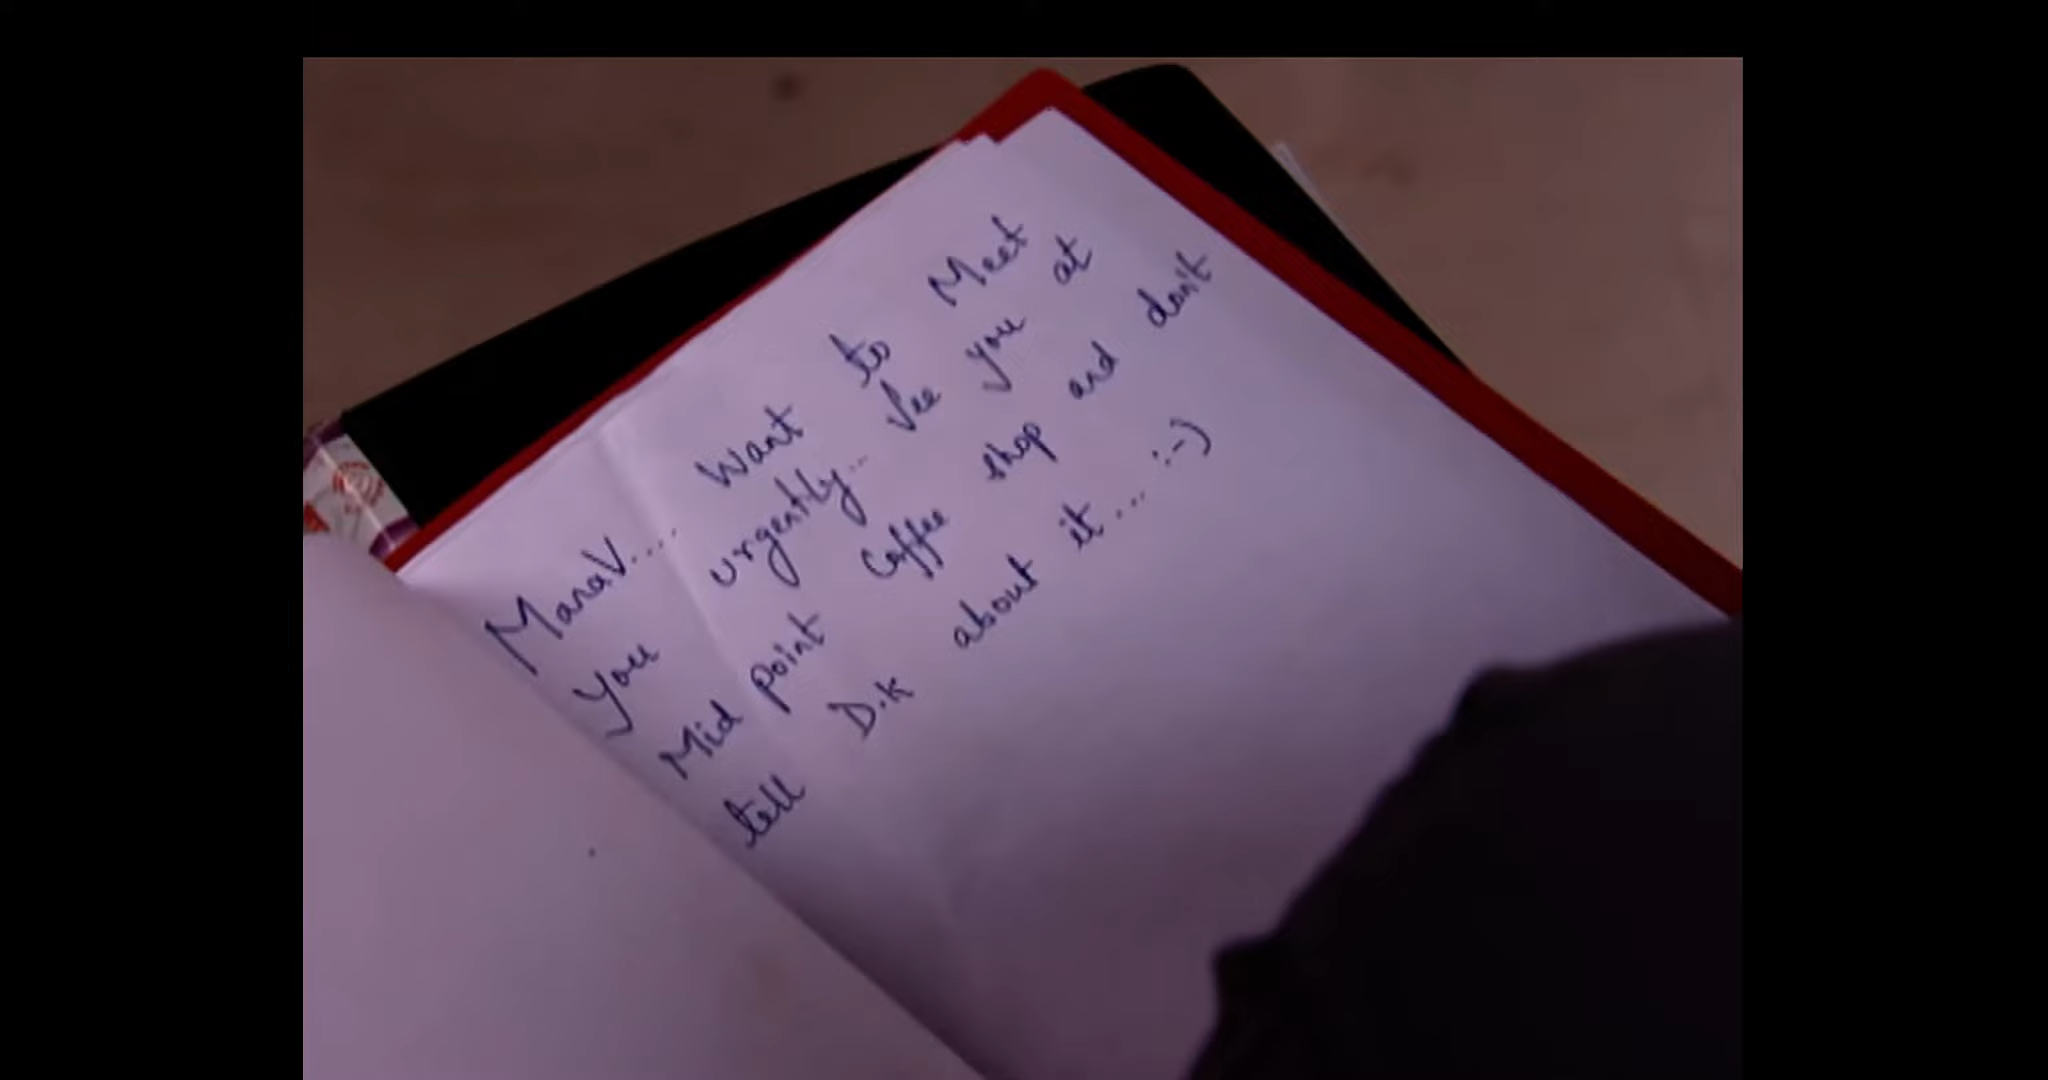 ManaV.... Want to Meet
you urgently... See you at
Mid point Coffee shop and don't
tell D.K about it... :-)